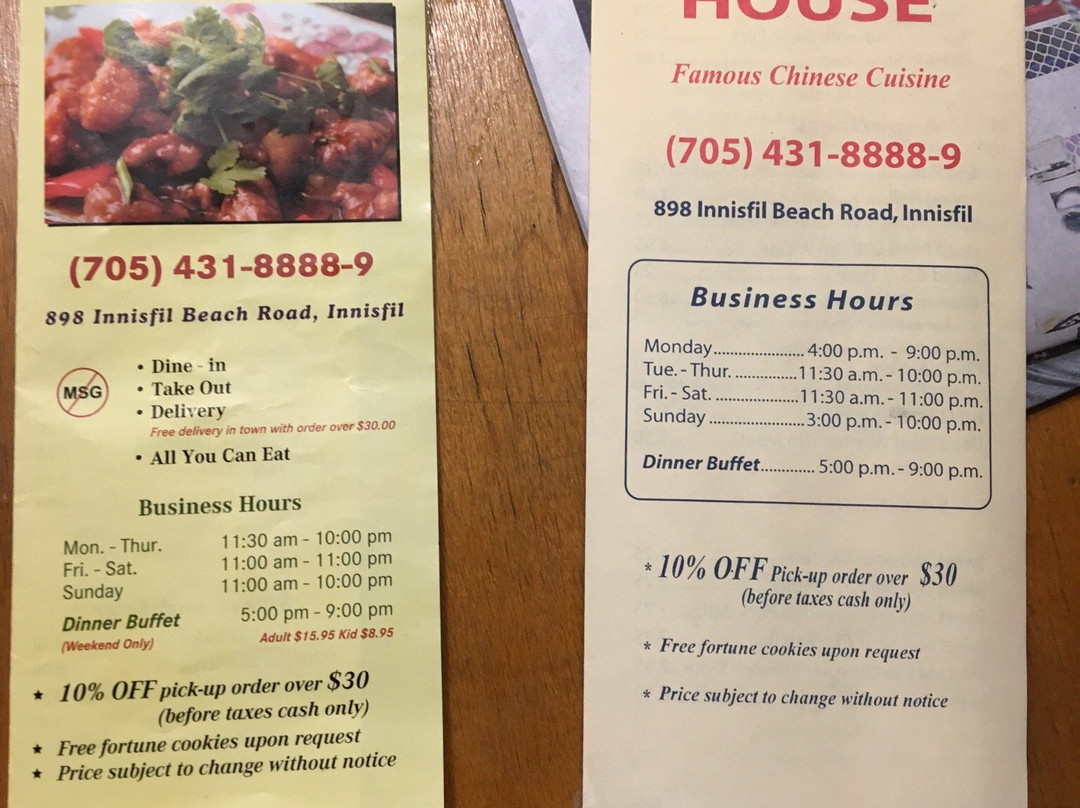 (705) 431-8888-9
898 Innisfil Beach Road, Innisfil
MSG
• Dine - in
• Take Out
• Delivery
Free delivery in town with order over $30.00
• All You Can Eat
Business Hours
Mon. - Thur. 11:30 am - 10:00 pm
Fri. - Sat. 11:00 am - 11:00 pm
Sunday 11:00 am - 10:00 pm
Dinner Buffet 5:00 pm - 9:00 pm
(Weekend Only) Adult $15.95 Kid $8.95
★ 10% OFF pick-up order over $30
(before taxes cash only)
★ Free fortune cookies upon request
★ Price subject to change without notice
HOUSE
Famous Chinese Cuisine
(705) 431-8888-9
898 Innisfil Beach Road, Innisfil
Business Hours
Monday...................... 4:00 p.m. - 9:00 p.m.
Tue. - Thur. ...............11:30 a.m. - 10:00 p.m.
Fri. - Sat. ....................11:30 a.m. - 11:00 p.m.
Sunday .......................3:00 p.m. - 10:00 p.m.
Dinner Buffet............. 5:00 p.m. - 9:00 p.m.
* 10% OFF Pick-up order over $30
(before taxes cash only)
* Free fortune cookies upon request
* Price subject to change without notice